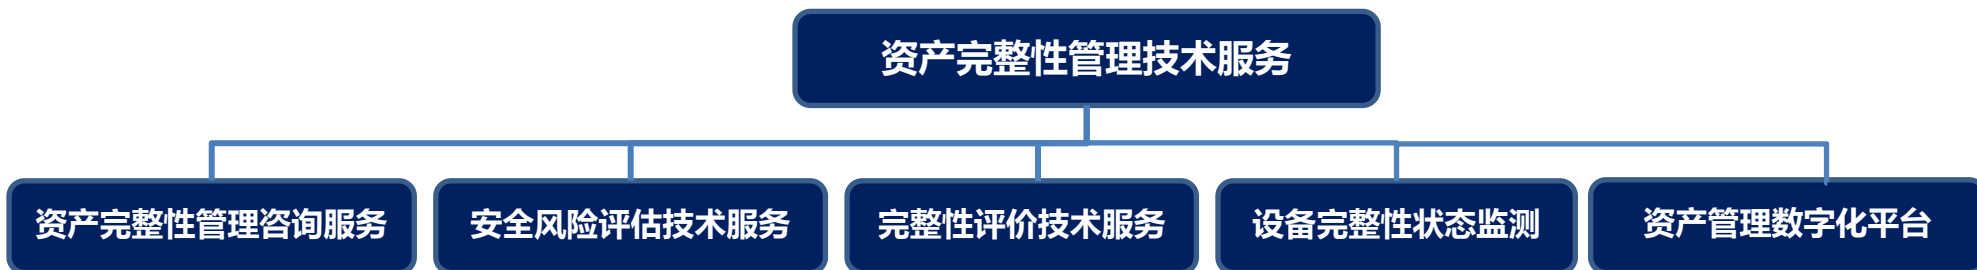 资产完整性管理技术服务
资产完整性管理咨询服务
安全风险评估技术服务
完整性评价技术服务
设备完整性状态监测
资产管理数字化平台